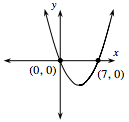 y
x
(0, 0)
(7, 0)